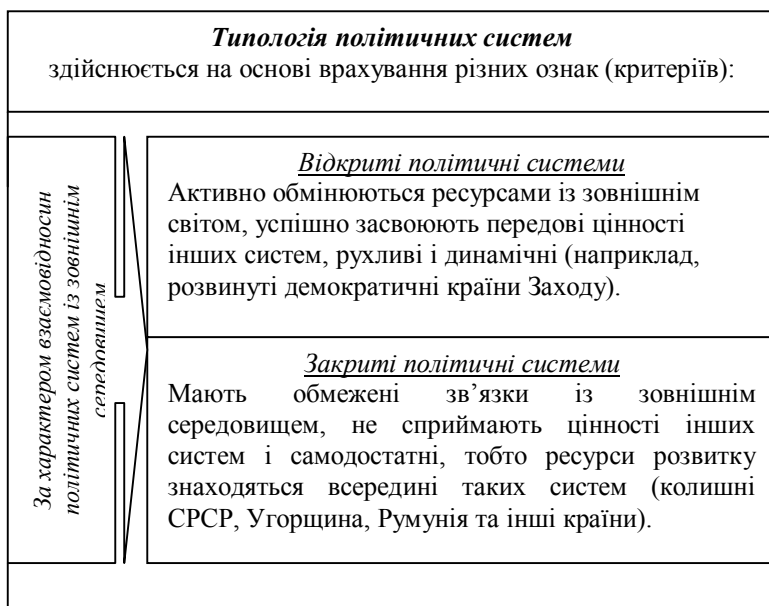 Типологія політичних систем
здійснюється на основі врахування різних ознак (критеріїв):
За характером взаємовідносин
політичних систем із зовнішнім
середовищем
Відкриті політичні системи
Активно обмінюються ресурсами із зовнішнім
світом, успішно засвоюють передові цінності
інших систем, рухливі і динамічні (наприклад,
розвинуті демократичні країни Заходу).
Закриті політичні системи
Мають обмежені зв’язки із зовнішнім
середовищем, не сприймають цінності інших
систем і самодостатні, тобто ресурси розвитку
знаходяться всередині таких систем (колишні
СРСР, Угорщина, Румунія та інші країни).